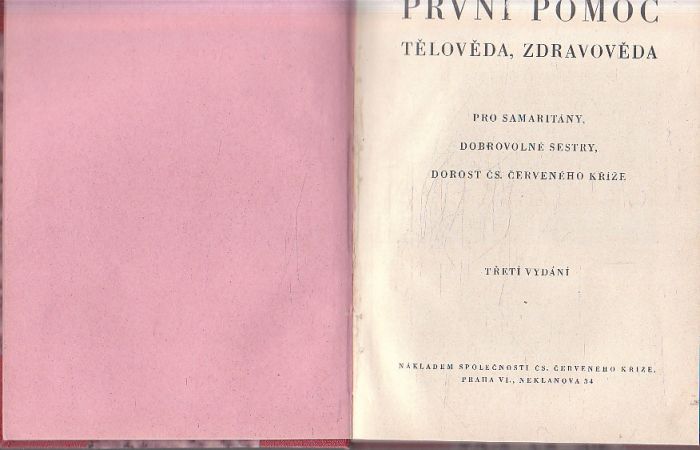 PRVNÍ POMOC
TĚLOVĚDA, ZDRAVOVĚDA
PRO SAMARITÁNY,
DOBROVOLNÉ SESTRY,
DOROST ČS. ČERVENÉHO KŘÍŽE
TŘETÍ VYDÁNÍ
NÁKLADEM SPOLEČNOSTI ČS. ČERVENÉHO KŘÍŽE,
PRAHA VI., NEKLANOVA 34